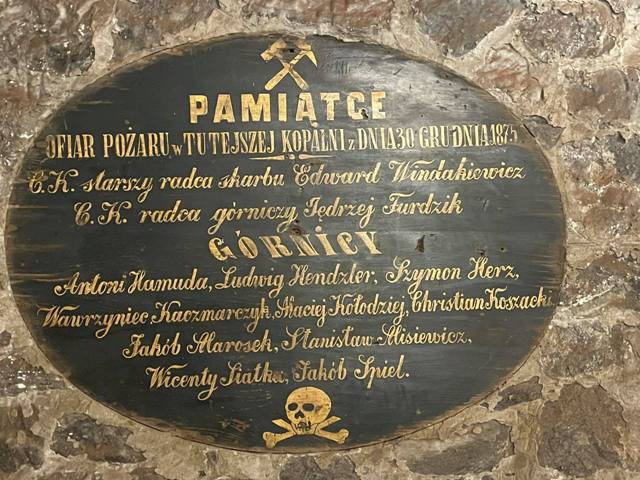 PAMIĄTCE
OFIAR POŻARU w TUTEJSZEJ KOPALNI z DNIA 30 GRUDNIA 1875
C.K. starszy radca skarbu Edward Windakiewicz
C.K. radca górniczy Jędrzej Furdzik
GÓRNICY
Antoni Hamuda, Ludwig Hendzler, Szymon Herz,
Wawrzyniec Kaczmarczyk, Maciej Kołodziej, Christian Koszacki
Jakób Marosek, Stanisław Misiewicz,
Wicenty Siatka, Jakób Spiel.